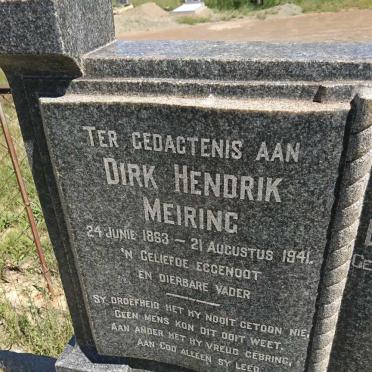 TER GEDAGTENIS AAN
DIRK HENDRIK
MEIRING
24 JUNIE 1863 – 21 AUGUSTUS 1941.
'N GELIEFDE EGGENOOT
EN DIERBARE VADER
SY DROEFHEID HET HY NOOIT GETOON NIE,
GEEN MENS KON DIT OOIT WEET.
AAN ANDER HET HY VREUG GEBRING,
AAN GOD ALLEEN SY LEED.